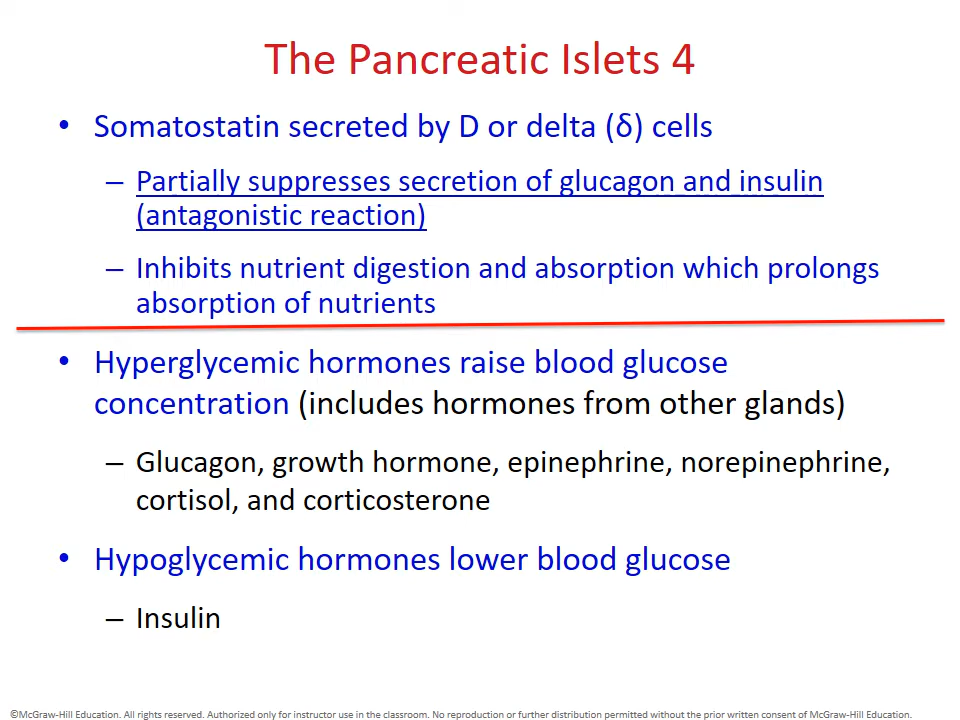 The Pancreatic Islets 4
• Somatostatin secreted by D or delta (δ) cells
– Partially suppresses secretion of glucagon and insulin
(antagonistic reaction)
– Inhibits nutrient digestion and absorption which prolongs
absorption of nutrients
• Hyperglycemic hormones raise blood glucose
concentration (includes hormones from other glands)
– Glucagon, growth hormone, epinephrine, norepinephrine,
cortisol, and corticosterone
• Hypoglycemic hormones lower blood glucose
– Insulin
©McGraw-Hill Education. All rights reserved. Authorized only for instructor use in the classroom. No reproduction or further distribution permitted without the prior written consent of McGraw-Hill Education.